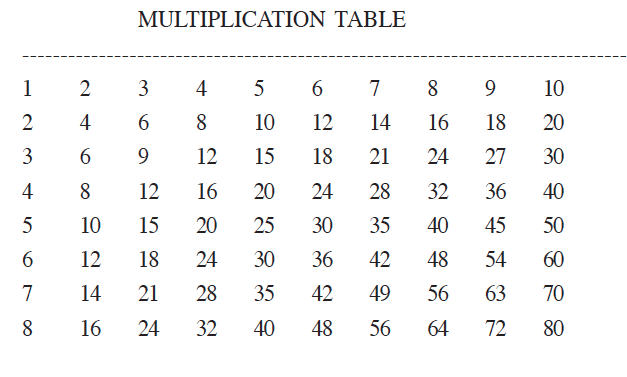 MULTIPLICATION TABLE
--------------------------------------------------------------------------------
1 2 3 4 5 6 7 8 9 10
2 4 6 8 10 12 14 16 18 20
3 6 9 12 15 18 21 24 27 30
4 8 12 16 20 24 28 32 36 40
5 10 15 20 25 30 35 40 45 50
6 12 18 24 30 36 42 48 54 60
7 14 21 28 35 42 49 56 63 70
8 16 24 32 40 48 56 64 72 80